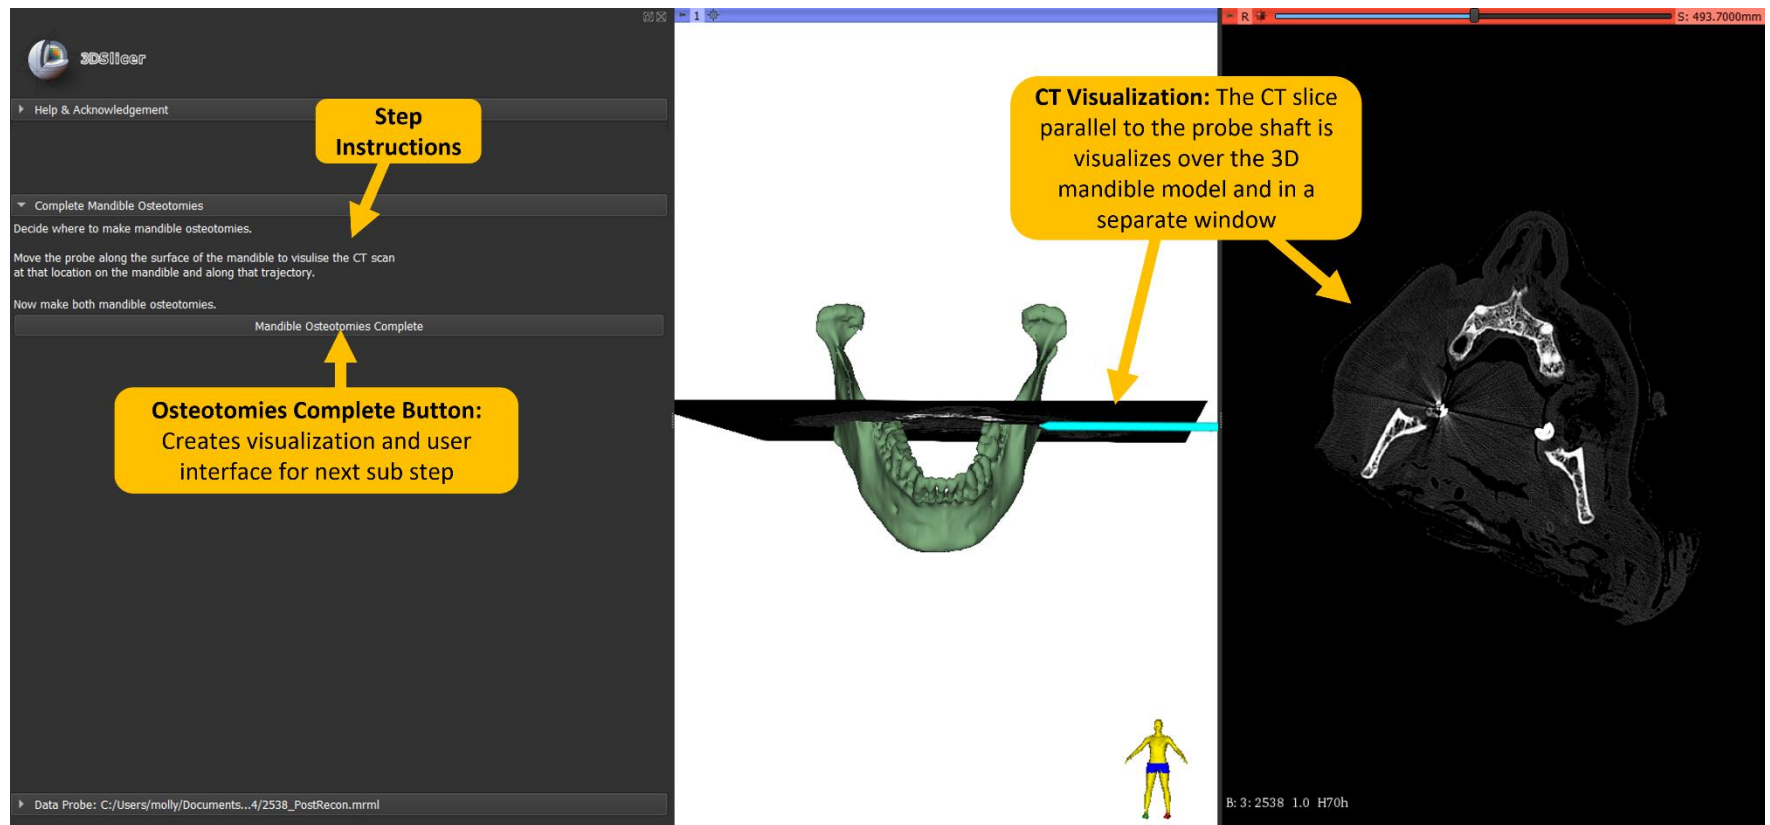 3DSlicer
Help & Acknowledgement
Step
Instructions
Complete Mandible Osteotomies
Decide where to make mandible osteotomies.
Move the probe along the surface of the mandible to visulise the CT scan
at that location on the mandible and along that trajectory.
Now make both mandible osteotomies.
Mandible Osteotomies Complete
Osteotomies Complete Button:
Creates visualization and user
interface for next sub step
Data Probe: C:/Users/molly/Documents...4/2538_PostRecon.mrml
1
R
S: 493.7000mm
CT Visualization: The CT slice
parallel to the probe shaft is
visualizes over the 3D
mandible model and in a
separate window
B: 3: 2538 1.0 H70h